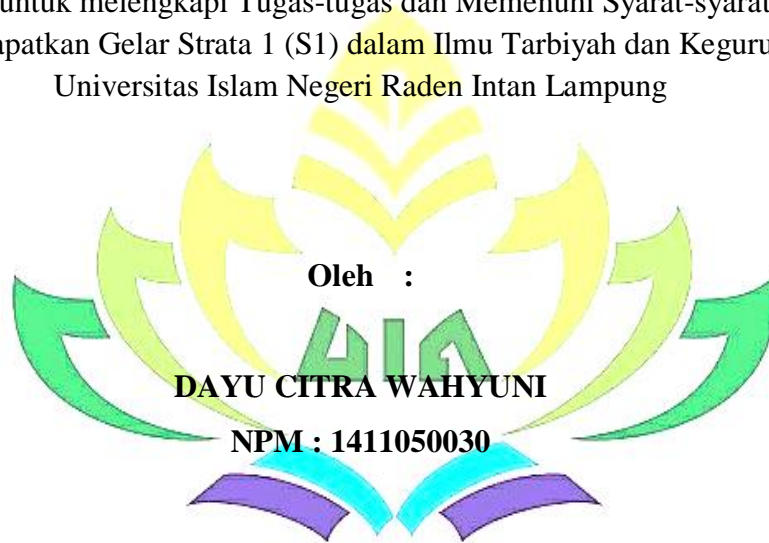 untuk melengkapi Tugas-tugas dan Memenuhi Syarat-syarat
apatkan Gelar Strata 1 (S1) dalam Ilmu Tarbiyah dan Keguru
Universitas Islam Negeri Raden Intan Lampung
Oleh :
UIN
DAYU CITRA WAHYUNI
NPM : 1411050030